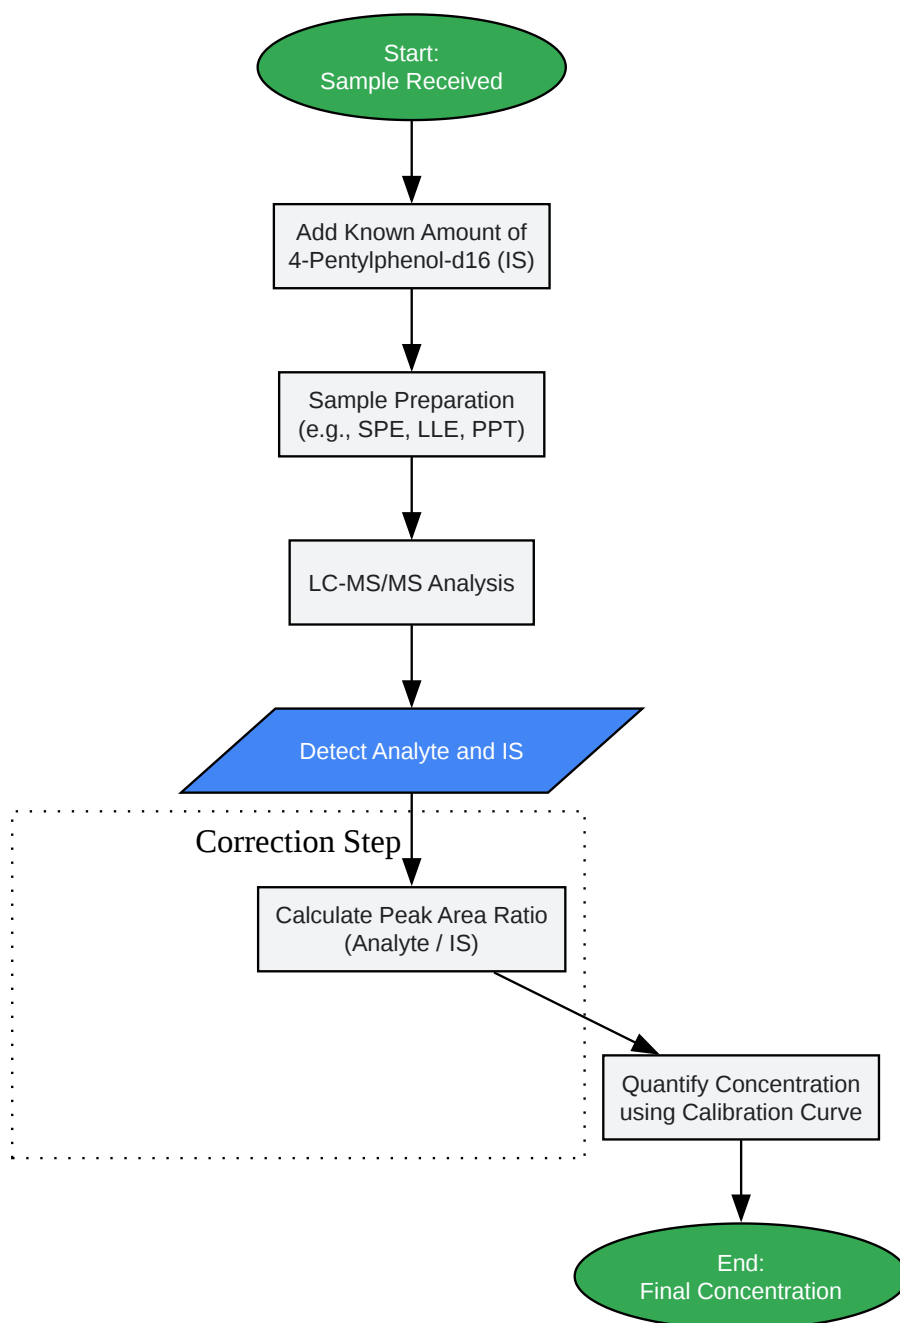 Start:
Sample Received
Add Known Amount of
4-Pentylphenol-d16 (IS)
Sample Preparation
(e.g., SPE, LLE, PPT)
LC-MS/MS Analysis
Detect Analyte and IS
Correction Step
Calculate Peak Area Ratio
(Analyte / IS)
Quantify Concentration
using Calibration Curve
End:
Final Concentration